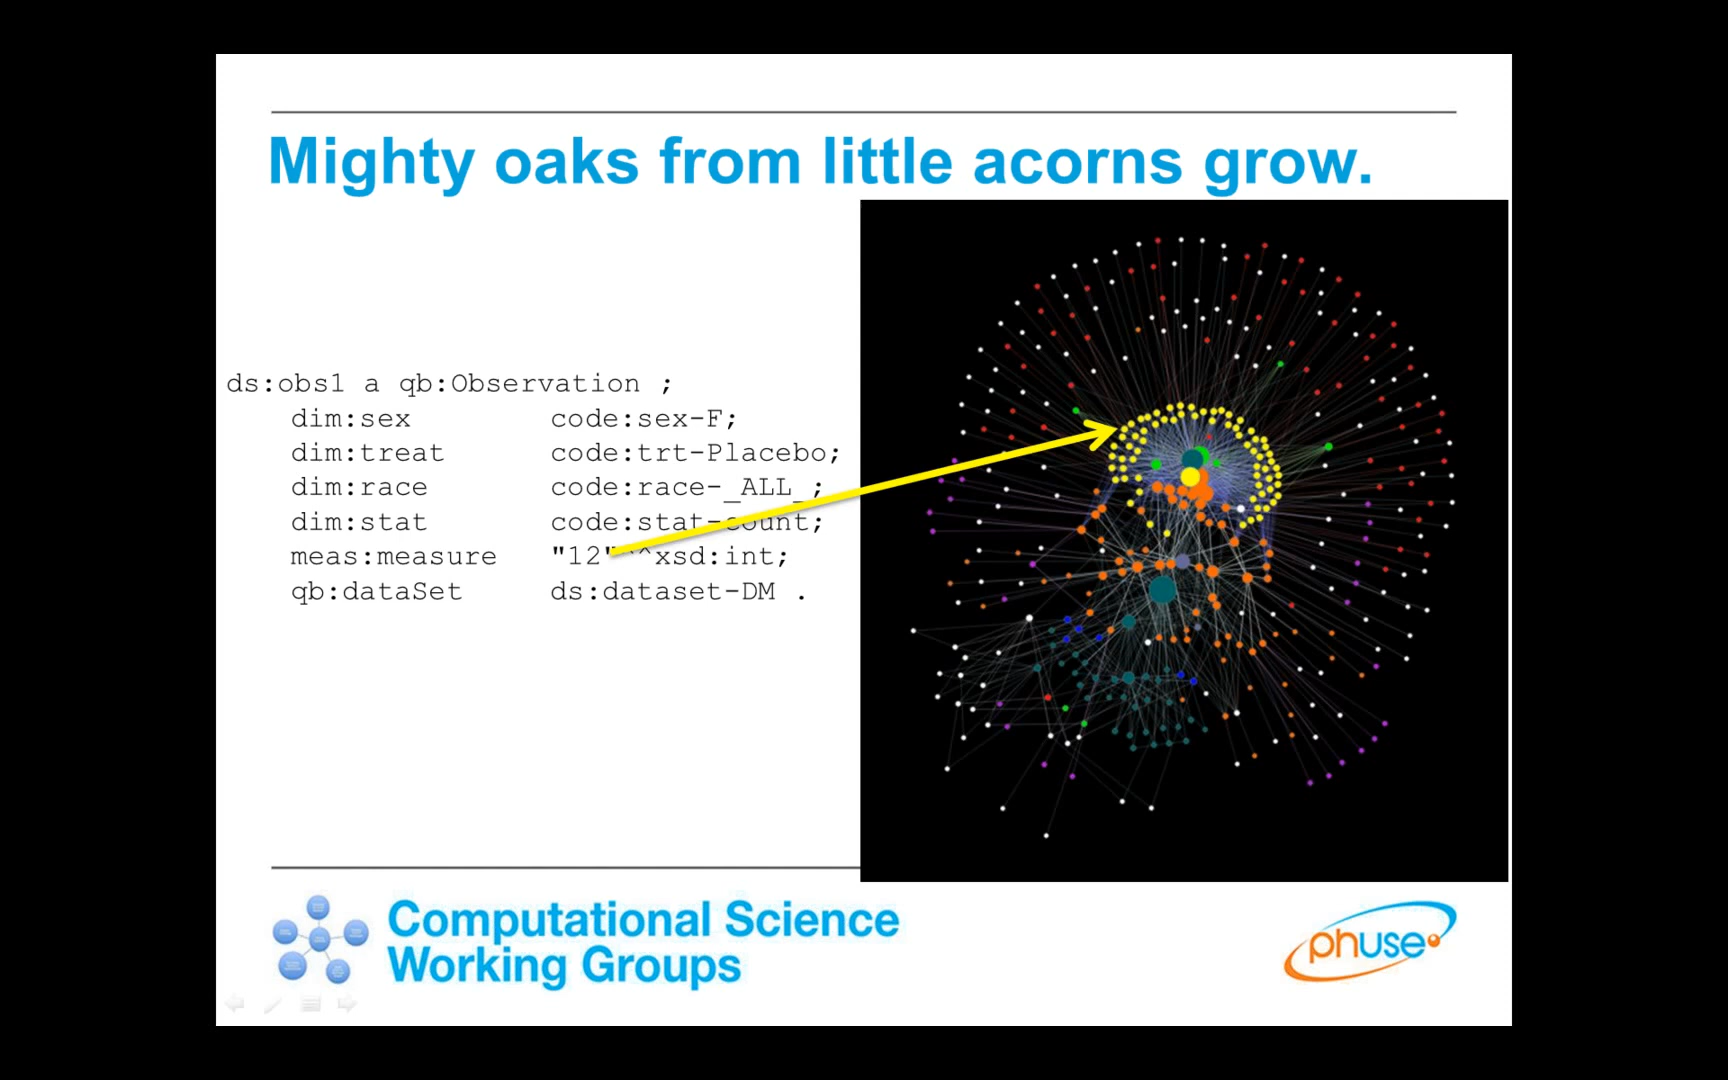 Mighty oaks from little acorns grow.
ds:obs1 a qb:Observation ;
dim:sex code:sex-F;
dim:treat code:trt-Placebo;
dim:race code:race-_ALL_;
dim:stat code:stat-count;
meas:measure "12"^^xsd:int;
qb:dataSet ds:dataset-DM .
Computational Science
Working Groups
phuse